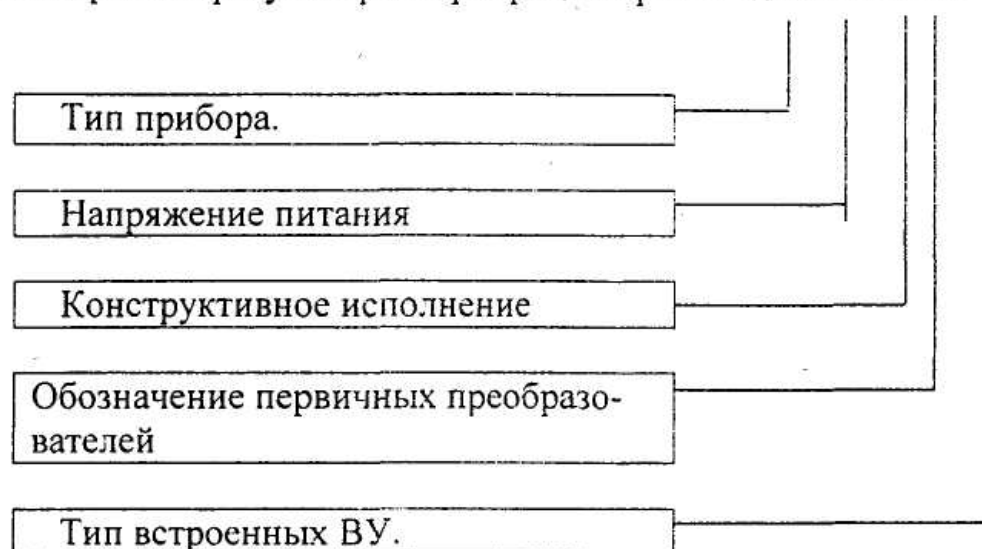 Тип прибора.
Напряжение питания
Конструктивное исполнение
Обозначение первичных преобразо-
вателей
Тип встроенных ВУ.